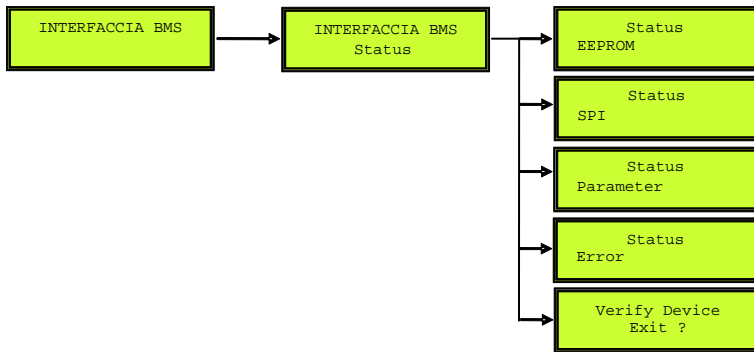 INTERFACCIA BMS
INTERFACCIA BMS
Status
Status
EEPROM
Status
SPI
Status
Parameter
Status
Error
Verify Device
Exit ?